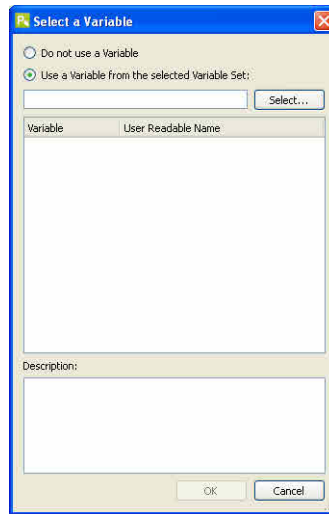 Select a Variable
Do not use a Variable
Use a Variable from the selected Variable Set:
Select...
Variable User Readable Name
Description:
OK Cancel